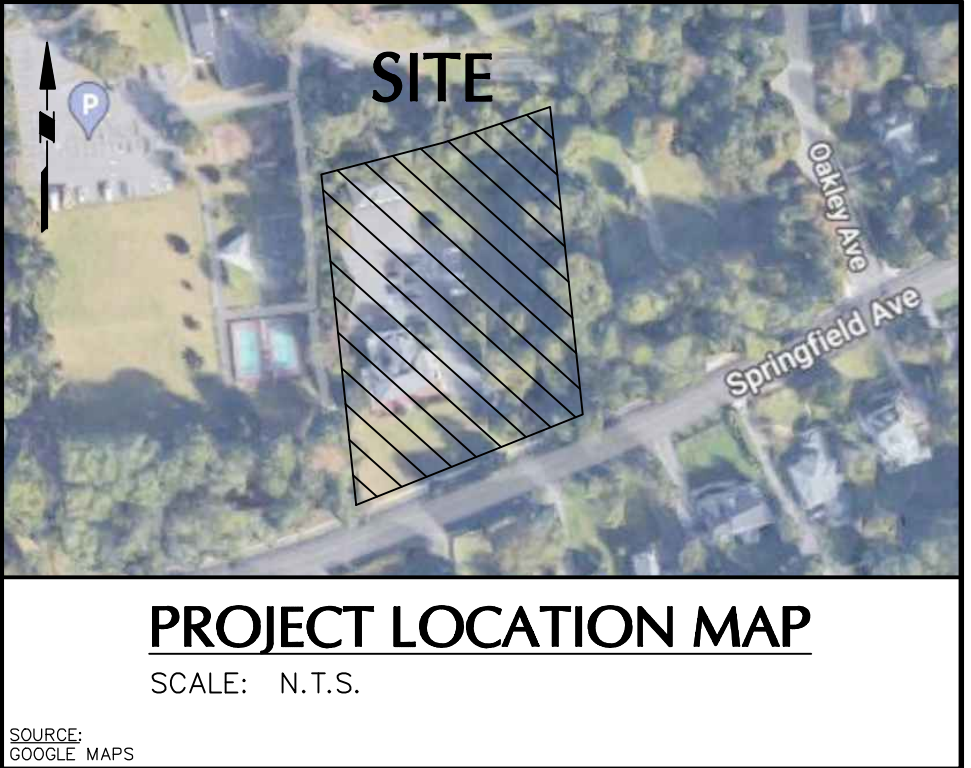 SITE
P
N
Oakley Ave
Springfield Ave
PROJECT LOCATION MAP
SCALE: N.T.S.
SOURCE:
GOOGLE MAPS